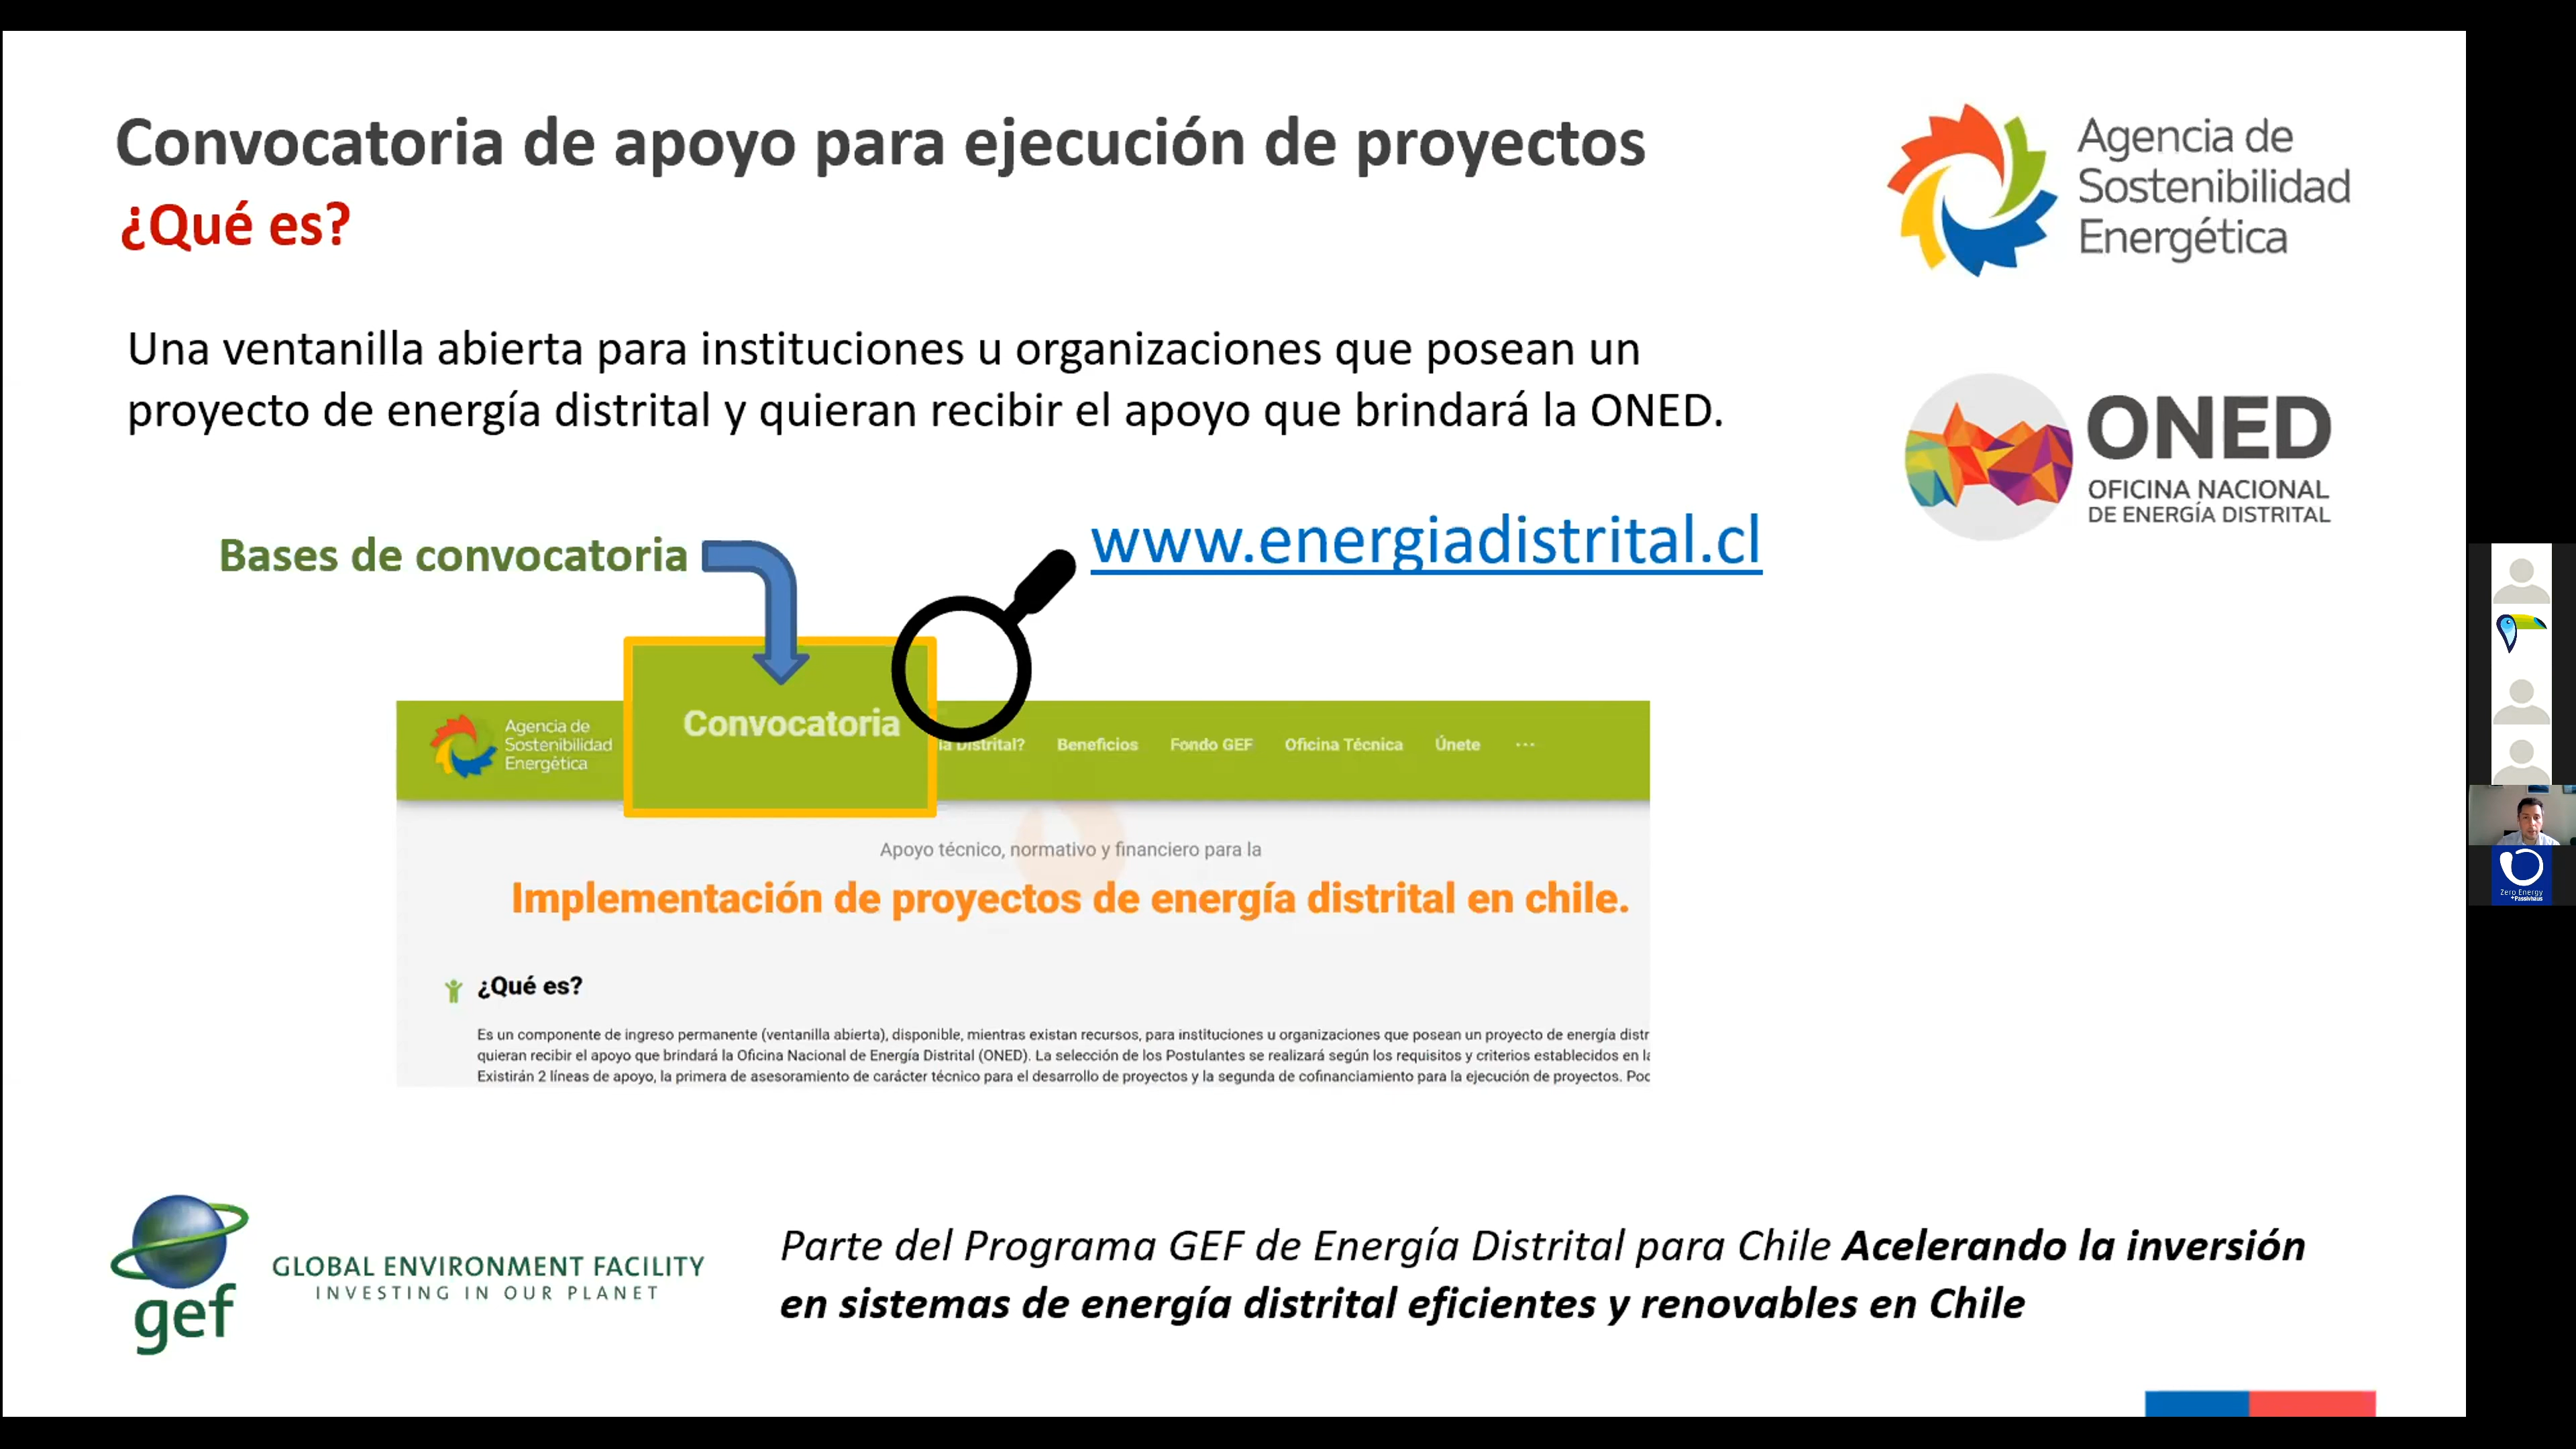 Convocatoria de apoyo para ejecución de proyectos
¿Qué es?
Agencia de
Sostenibilidad
Energética
Una ventanilla abierta para instituciones u organizaciones que posean un
proyecto de energía distrital y quieran recibir el apoyo que brindará la ONED.
ONED
OFICINA NACIONAL
DE ENERGÍA DISTRITAL
Bases de convocatoria
www.energiadistrital.cl
Agencia de
Sostenibilidad
Energética
Convocatoria
la Distrital? Beneficios Fondo GEF Oficina Técnica Únete ...
Apoyo técnico, normativo y financiero para la
Implementación de proyectos de energía distrital en chile.
¿Qué es?
Es un componente de ingreso permanente (ventanilla abierta), disponible, mientras existan recursos, para instituciones u organizaciones que posean un proyecto de energía distr
quieran recibir el apoyo que brindará la Oficina Nacional de Energía Distrital (ONED). La selección de los Postulantes se realizará según los requisitos y criterios establecidos en la
Existirán 2 líneas de apoyo, la primera de asesoramiento de carácter técnico para el desarrollo de proyectos y la segunda de cofinanciamiento para la ejecución de proyectos. Poc
gef
GLOBAL ENVIRONMENT FACILITY
INVESTING IN OUR PLANET
Parte del Programa GEF de Energía Distrital para Chile Acelerando la inversión
en sistemas de energía distrital eficientes y renovables en Chile
Zero Energy
+Passivhaus